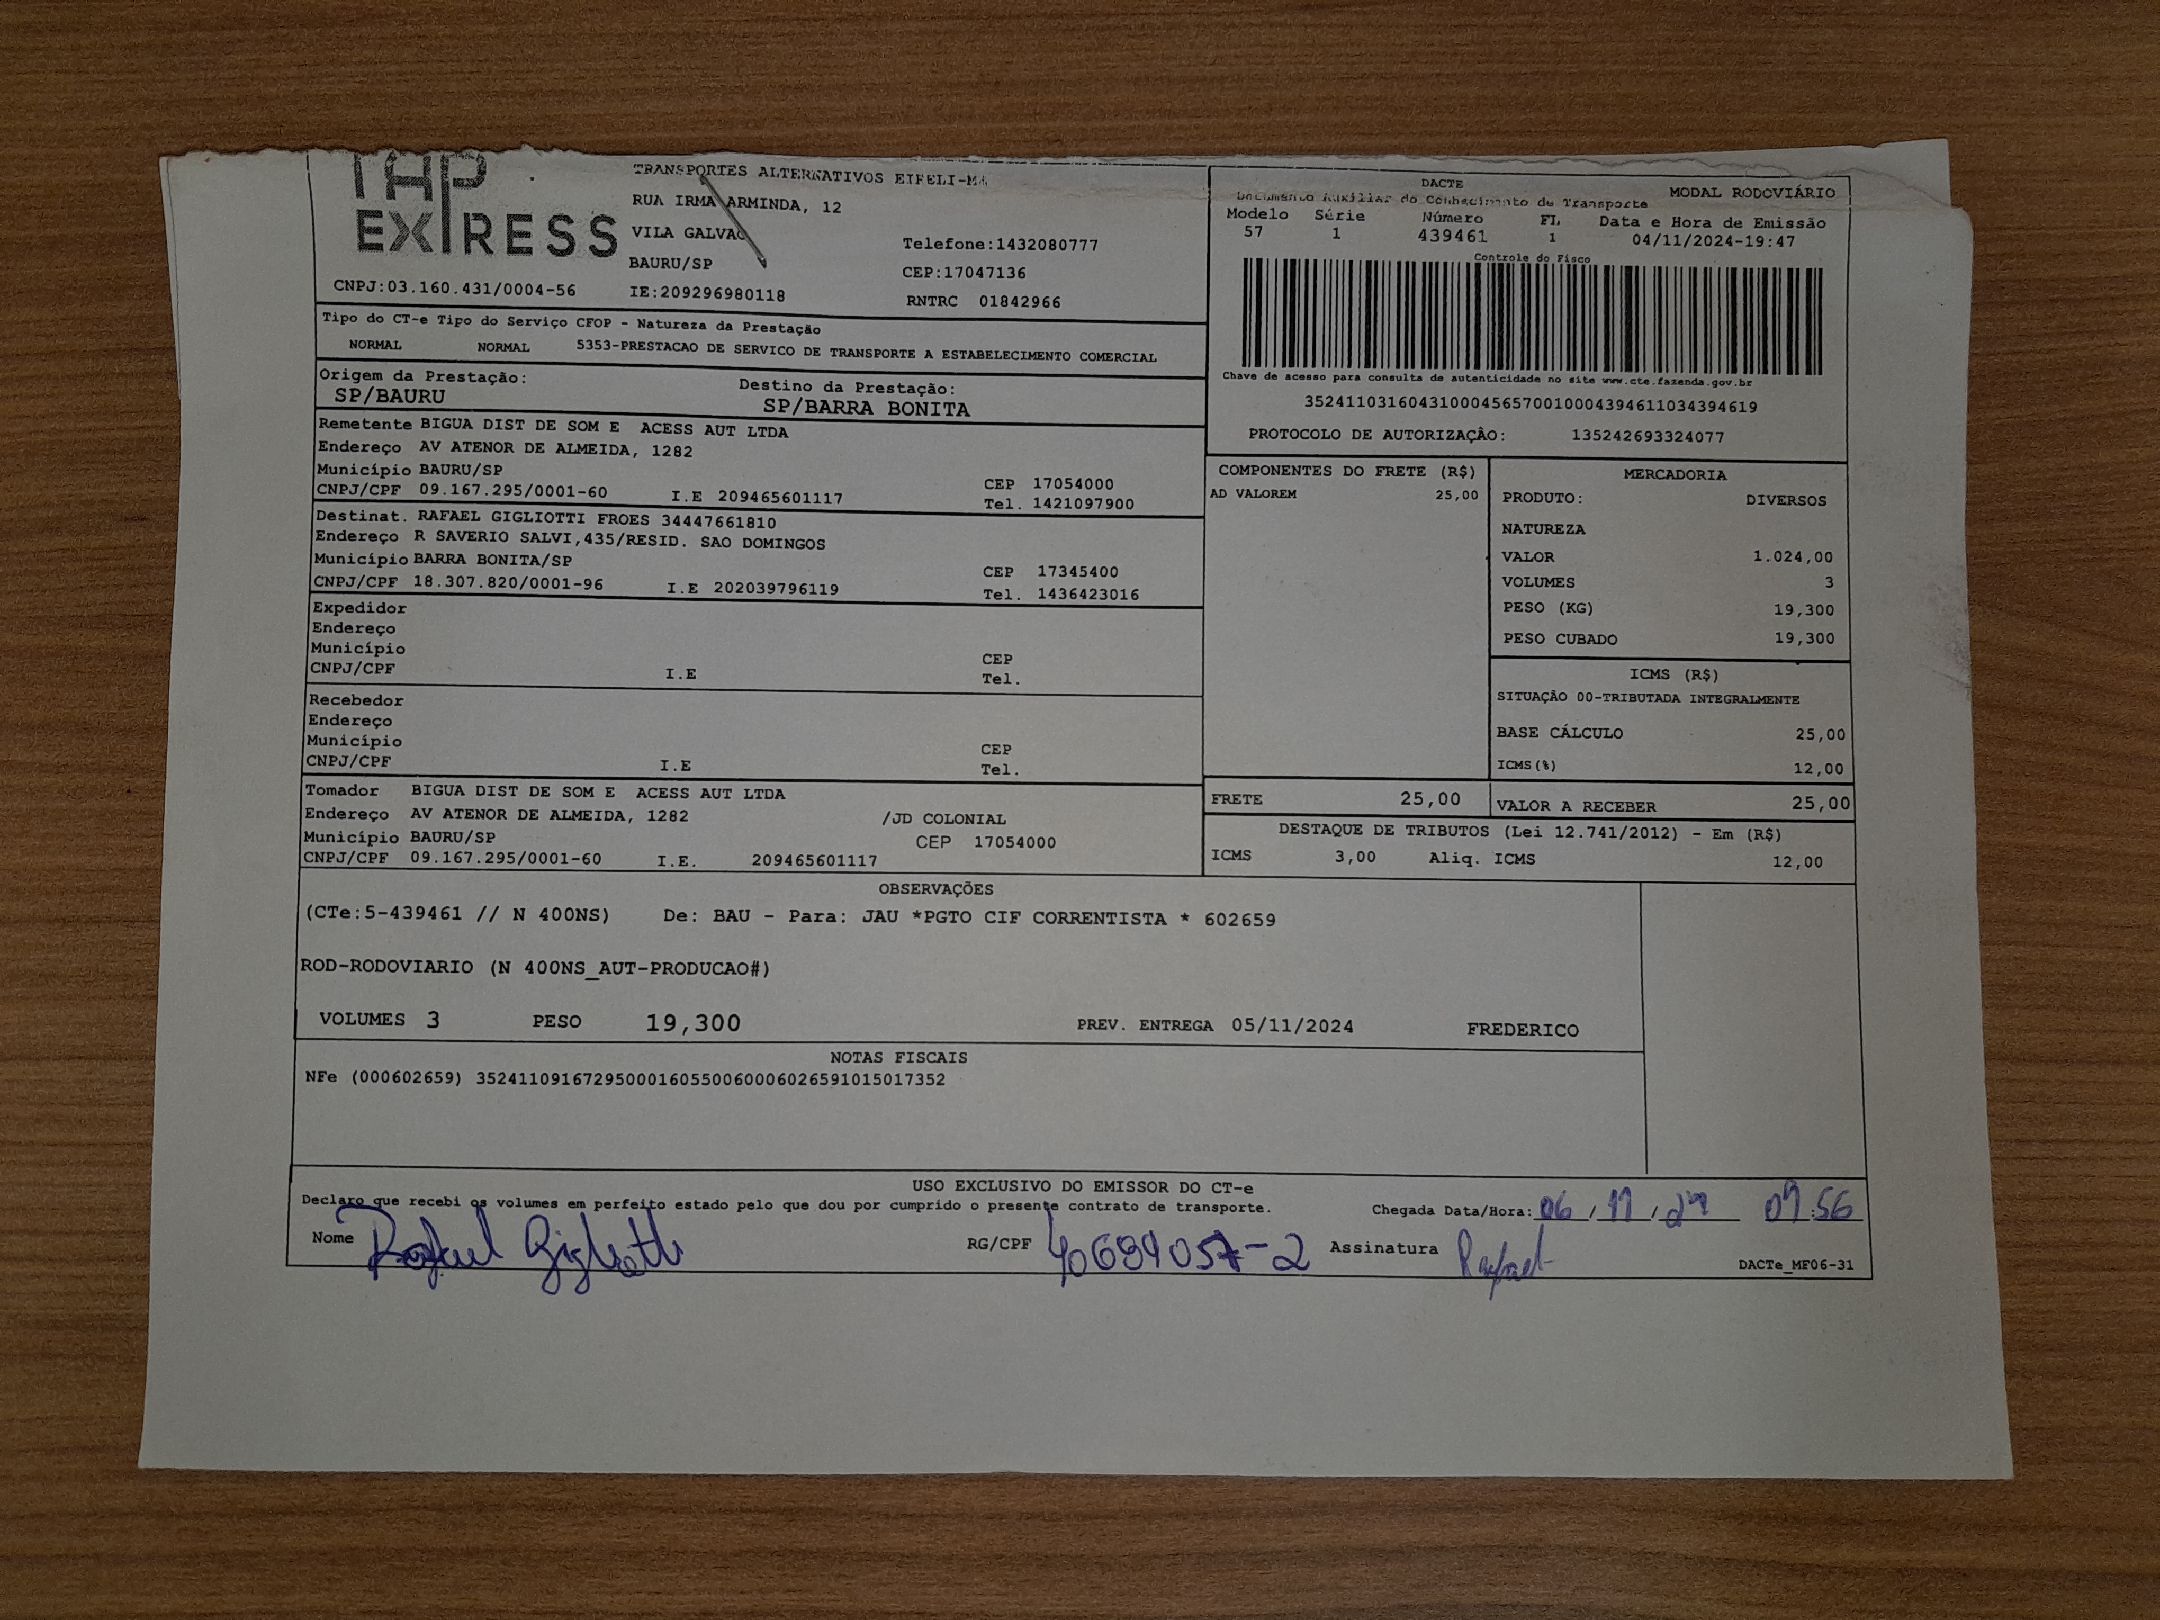 TAP
EXPRESS
TRANSPORTES ALTERNATIVOS EIRELI-MA
RUA IRMA ARMINDA, 12
VILA GALVAO
Telefone:1432080777
BAURU/SP
CEP:17047136
CNPJ:03.160.431/0004-56 IE:209296980118
RNTRC 01842966
DACTE MODAL RODOVIÁRIO
Documento Auxiliar do Conhecimento de Transporte
Modelo Série Número FL Data e Hora de Emissão
57 1 439461 1 04/11/2024-19:47
Controle do Fisco
Chave de acesso para consulta de autenticidade no site www.cte.fazenda.gov.br
35241103160431000456570010004394611034394619
PROTOCOLO DE AUTORIZAÇÂO: 135242693324077
Tipo do CT-e Tipo do Serviço CFOP - Natureza da Prestação
NORMAL NORMAL 5353-PRESTACAO DE SERVICO DE TRANSPORTE A ESTABELECIMENTO COMERCIAL
Origem da Prestação: Destino da Prestação:
SP/BAURU SP/BARRA BONITA
Remetente BIGUA DIST DE SOM E ACESS AUT LTDA
Endereço AV ATENOR DE ALMEIDA, 1282
Município BAURU/SP CEP 17054000
CNPJ/CPF 09.167.295/0001-60 I.E 209465601117 Tel. 1421097900
Destinat. RAFAEL GIGLIOTTI FROES 34447661810
Endereço R SAVERIO SALVI,435/RESID. SAO DOMINGOS
Município BARRA BONITA/SP CEP 17345400
CNPJ/CPF 18.307.820/0001-96 I.E 202039796119 Tel. 1436423016
Expedidor
Endereço
Município CEP
CNPJ/CPF I.E Tel.
Recebedor
Endereço
Município CEP
CNPJ/CPF I.E Tel.
Tomador BIGUA DIST DE SOM E ACESS AUT LTDA
Endereço AV ATENOR DE ALMEIDA, 1282 /JD COLONIAL
Município BAURU/SP CEP 17054000
CNPJ/CPF 09.167.295/0001-60 I.E. 209465601117
COMPONENTES DO FRETE (R$)
AD VALOREM 25,00
MERCADORIA
PRODUTO: DIVERSOS
NATUREZA
VALOR 1.024,00
VOLUMES 3
PESO (KG) 19,300
PESO CUBADO 19,300
ICMS (R$)
SITUAÇÃO 00-TRIBUTADA INTEGRALMENTE
BASE CÁLCULO 25,00
ICMS(%) 12,00
FRETE 25,00 VALOR A RECEBER 25,00
DESTAQUE DE TRIBUTOS (Lei 12.741/2012) - Em (R$)
ICMS 3,00 Aliq. ICMS 12,00
OBSERVAÇÕES
(CTe:5-439461 // N 400NS) De: BAU - Para: JAU *PGTO CIF CORRENTISTA * 602659
ROD-RODOVIARIO (N 400NS_AUT-PRODUCAO#)
VOLUMES 3 PESO 19,300 PREV. ENTREGA 05/11/2024 FREDERICO
NOTAS FISCAIS
NFe (000602659) 35241109167295000160550060006026591015017352
USO EXCLUSIVO DO EMISSOR DO CT-e
Declaro que recebi os volumes em perfeito estado pelo que dou por cumprido o presente contrato de transporte.
Chegada Data/Hora: 06/11/24 09:56
Nome Rafael Gigliotti RG/CPF 40694057-2 Assinatura Rafael
DACTe_MF06-31